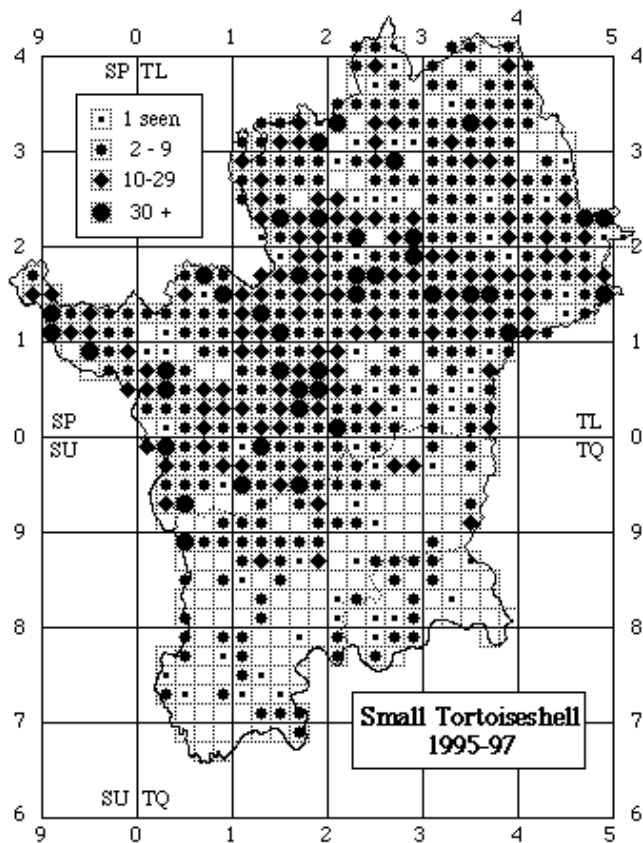 9 0 1 2 3 4 5
4 4
SP TL
1 seen
2 - 9
10-29
30 +
3 3
2 2
1 1
SP TL
0 0
SU TQ
9 9
8 8
7 7
Small Tortoiseshell
1995-97
SU TQ
6 6
9 0 1 2 3 4 5